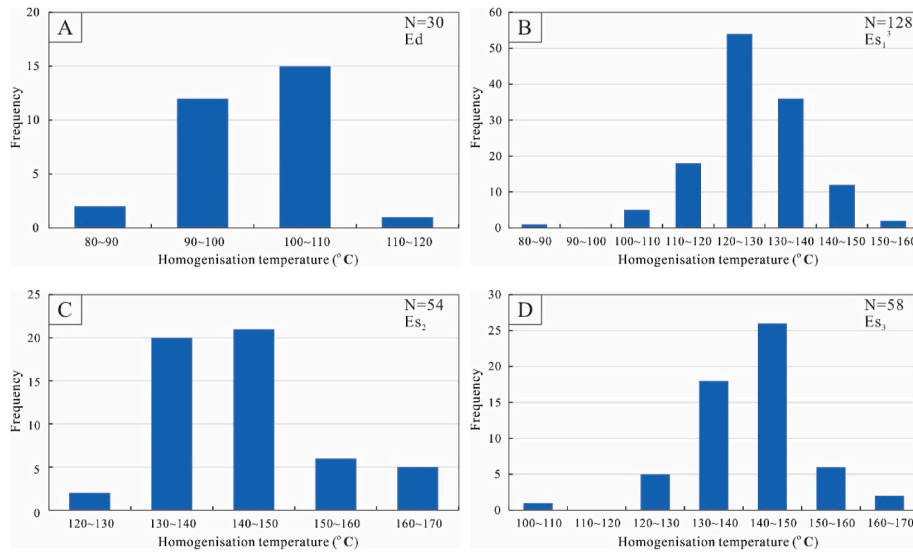 A
N=30
Ed
20
15
10
5
0
Frequency
80~90 90~100 100~110 110~120
Homogenisation temperature (°C)
B
N=128
Es₁³
60
50
40
30
20
10
0
Frequency
80~90 90~100 100~110 110~120 120~130 130~140 140~150 150~160
Homogenisation temperature (°C)
C
N=54
Es₂
25
20
15
10
5
0
Frequency
120~130 130~140 140~150 150~160 160~170
Homogenisation temperature (°C)
D
N=58
Es₃
30
25
20
15
10
5
0
Frequency
100~110 110~120 120~130 130~140 140~150 150~160 160~170
Homogenisation temperature (°C)